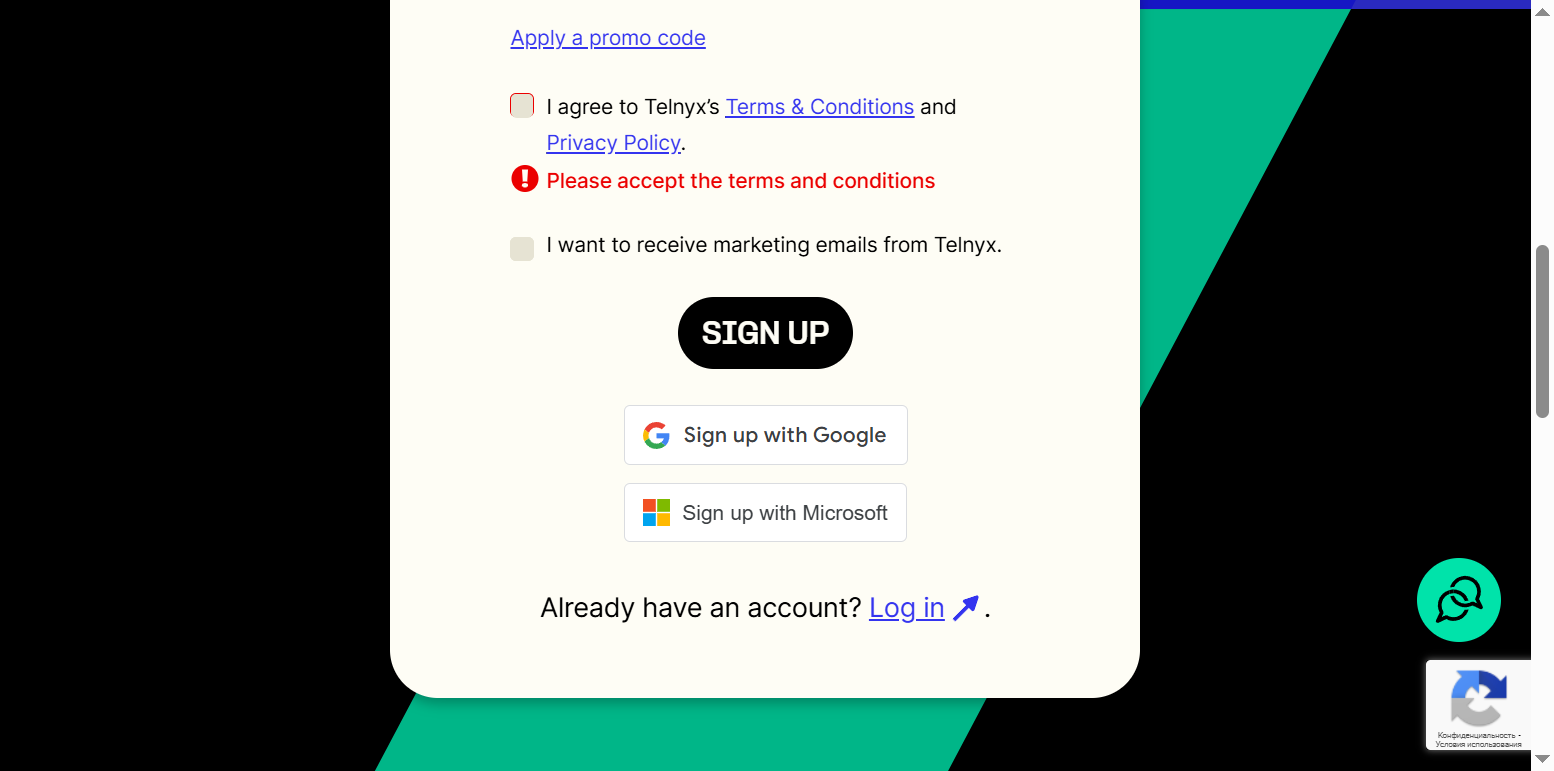 Apply a promo code
I agree to Telnyx’s Terms & Conditions and
Privacy Policy.
Please accept the terms and conditions
I want to receive marketing emails from Telnyx.
SIGN UP
Sign up with Google
Sign up with Microsoft
Already have an account? Log in .
Конфиденциальность -
Условия использования